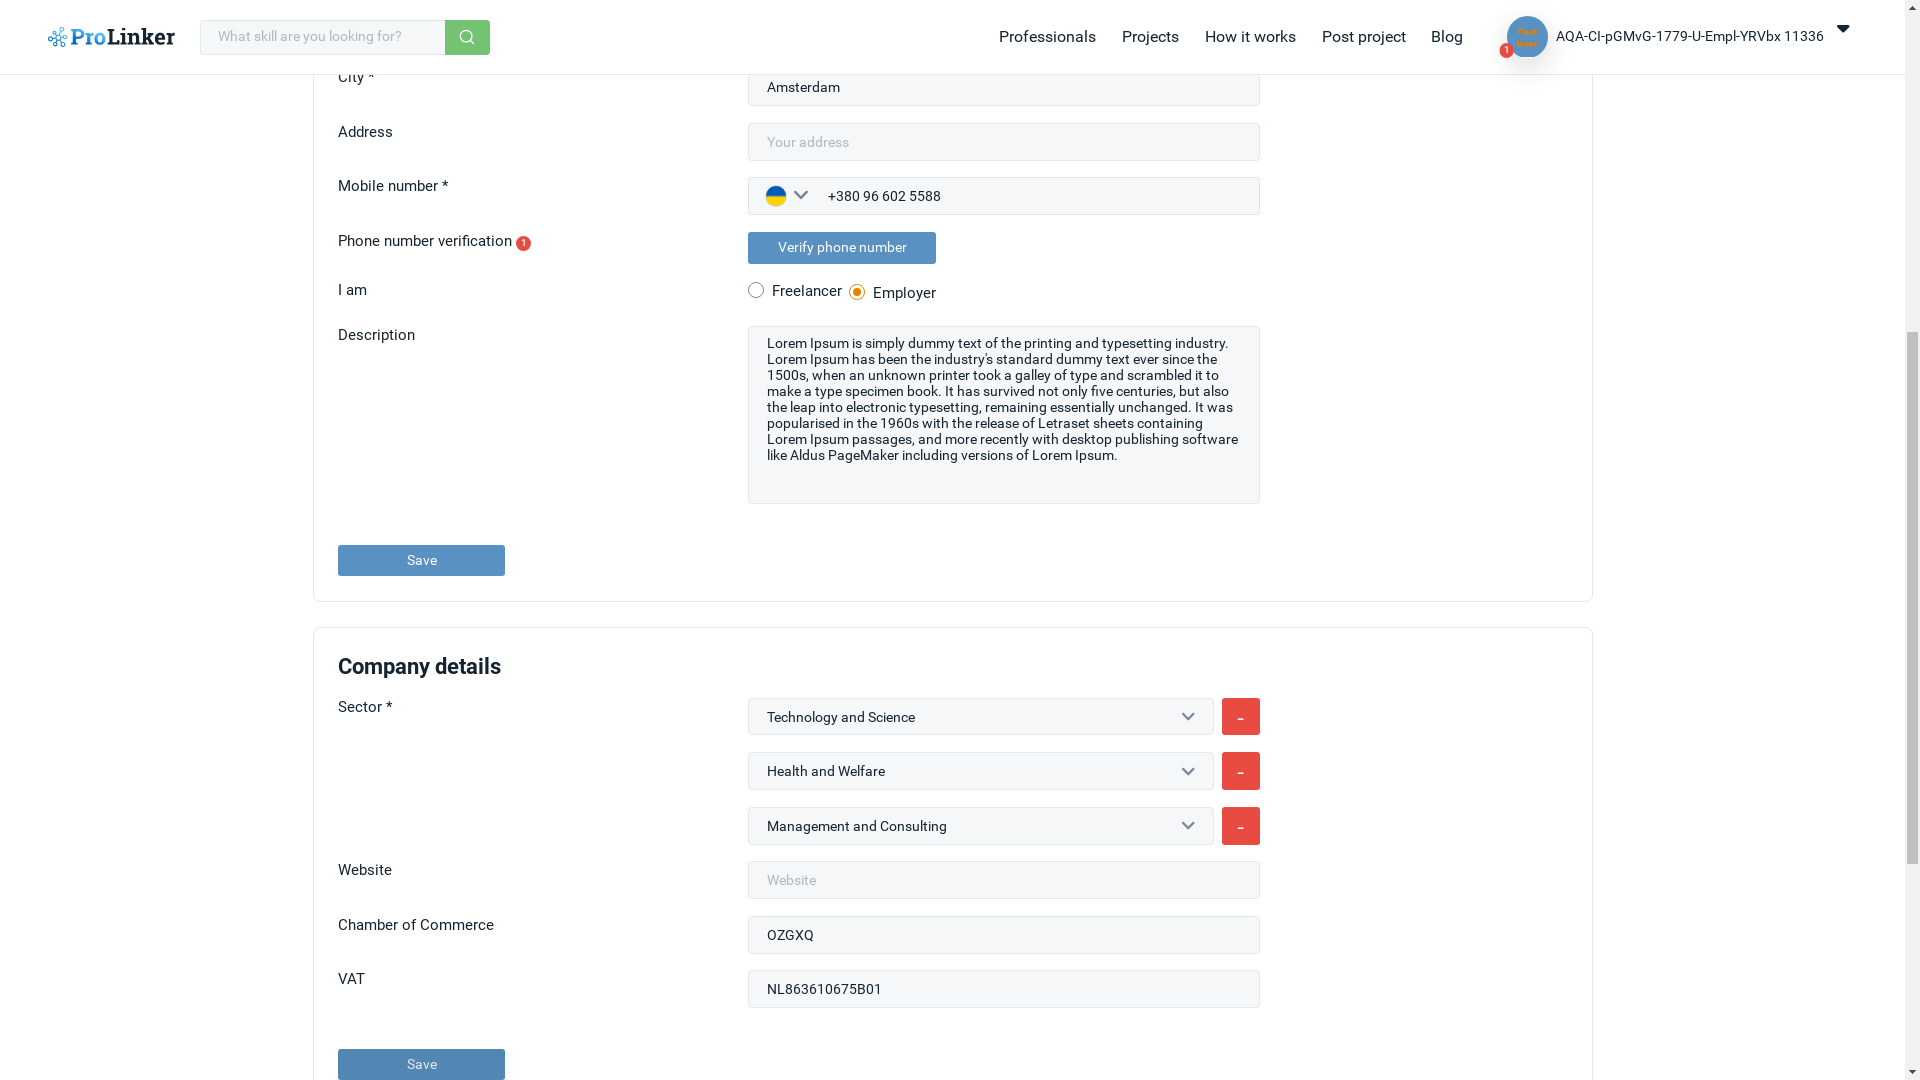 ProLinker
What skill are you looking for?
Professionals
Projects
How it works
Post project
Blog
Test
User
1
AQA-CI-pGMvG-1779-U-Empl-YRVbx 11336
City *
Amsterdam
Address
Your address
Mobile number *
+380 96 602 5588
Phone number verification 1
Verify phone number
I am
Freelancer
Employer
Description
Lorem Ipsum is simply dummy text of the printing and typesetting industry.
Lorem Ipsum has been the industry's standard dummy text ever since the
1500s, when an unknown printer took a galley of type and scrambled it to
make a type specimen book. It has survived not only five centuries, but also
the leap into electronic typesetting, remaining essentially unchanged. It was
popularised in the 1960s with the release of Letraset sheets containing
Lorem Ipsum passages, and more recently with desktop publishing software
like Aldus PageMaker including versions of Lorem Ipsum.
Save
Company details
Sector *
Technology and Science
-
Health and Welfare
-
Management and Consulting
-
Website
Website
Chamber of Commerce
OZGXQ
VAT
NL863610675B01
Save